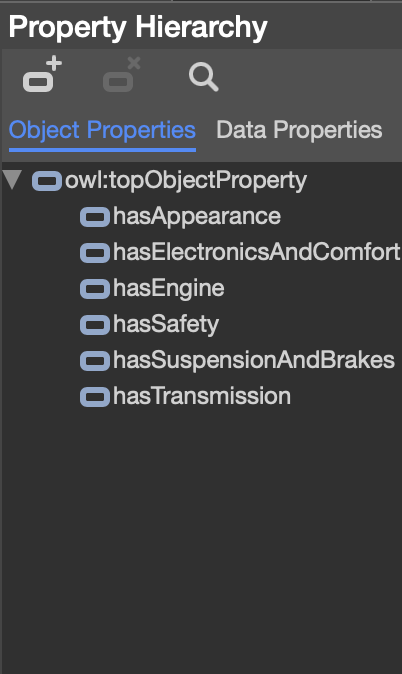 Property Hierarchy
Object Properties Data Properties
owl:topObjectProperty
hasAppearance
hasElectronicsAndComfort
hasEngine
hasSafety
hasSuspensionAndBrakes
hasTransmission